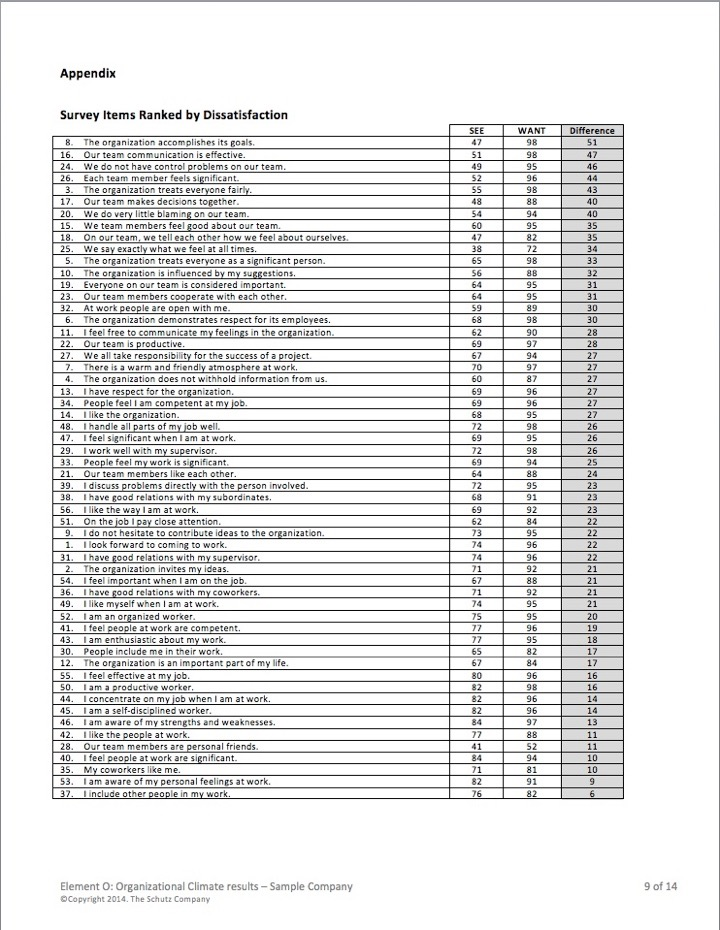 Appendix
Survey Items Ranked by Dissatisfaction
SEE WANT Difference
8. The organization accomplishes its goals. 47 98 51
16. Our team communication is effective. 51 98 47
24. We do not have control problems on our team. 49 95 46
26. Each team member feels significant. 52 96 44
3. The organization treats everyone fairly. 55 98 43
17. Our team makes decisions together. 48 88 40
20. We do very little blaming on our team. 54 94 40
15. We team members feel good about our team. 60 95 35
18. On our team, we tell each other how we feel about ourselves. 47 82 35
25. We say exactly what we feel at all times. 38 72 34
5. The organization treats everyone as a significant person. 65 98 33
10. The organization is influenced by my suggestions. 56 88 32
19. Everyone on our team is considered important. 64 95 31
23. Our team members cooperate with each other. 64 95 31
32. At work people are open with me. 59 89 30
6. The organization demonstrates respect for its employees. 68 98 30
11. I feel free to communicate my feelings in the organization. 62 90 28
22. Our team is productive. 69 97 28
27. We all take responsibility for the success of a project. 67 94 27
7. There is a warm and friendly atmosphere at work. 70 97 27
4. The organization does not withhold information from us. 60 87 27
13. I have respect for the organization. 69 96 27
34. People feel I am competent at my job. 69 96 27
14. I like the organization. 68 95 27
48. I handle all parts of my job well. 72 98 26
47. I feel significant when I am at work. 69 95 26
29. I work well with my supervisor. 72 98 26
33. People feel my work is significant. 69 94 25
21. Our team members like each other. 64 88 24
39. I discuss problems directly with the person involved. 72 95 23
38. I have good relations with my subordinates. 68 91 23
56. I like the way I am at work. 69 92 23
51. On the job I pay close attention. 62 84 22
9. I do not hesitate to contribute ideas to the organization. 73 95 22
1. I look forward to coming to work. 74 96 22
31. I have good relations with my supervisor. 74 96 22
2. The organization invites my ideas. 71 92 21
54. I feel important when I am on the job. 67 88 21
36. I have good relations with my coworkers. 71 92 21
49. I like myself when I am at work. 74 95 21
52. I am an organized worker. 75 95 20
41. I feel people at work are competent. 77 96 19
43. I am enthusiastic about my work. 77 95 18
30. People include me in their work. 65 82 17
12. The organization is an important part of my life. 67 84 17
55. I feel effective at my job. 80 96 16
50. I am a productive worker. 82 98 16
44. I concentrate on my job when I am at work. 82 96 14
45. I am a self-disciplined worker. 82 96 14
46. I am aware of my strengths and weaknesses. 84 97 13
42. I like the people at work. 77 88 11
28. Our team members are personal friends. 41 52 11
40. I feel people at work are significant. 84 94 10
35. My coworkers like me. 71 81 10
53. I am aware of my personal feelings at work. 82 91 9
37. I include other people in my work. 76 82 6
Element O: Organizational Climate results – Sample Company 9 of 14
©Copyright 2014. The Schutz Company